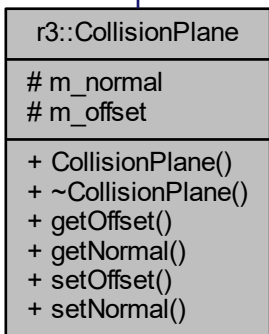 r3::CollisionPlane
# m_normal
# m_offset
+ CollisionPlane()
+ ~CollisionPlane()
+ getOffset()
+ getNormal()
+ setOffset()
+ setNormal()